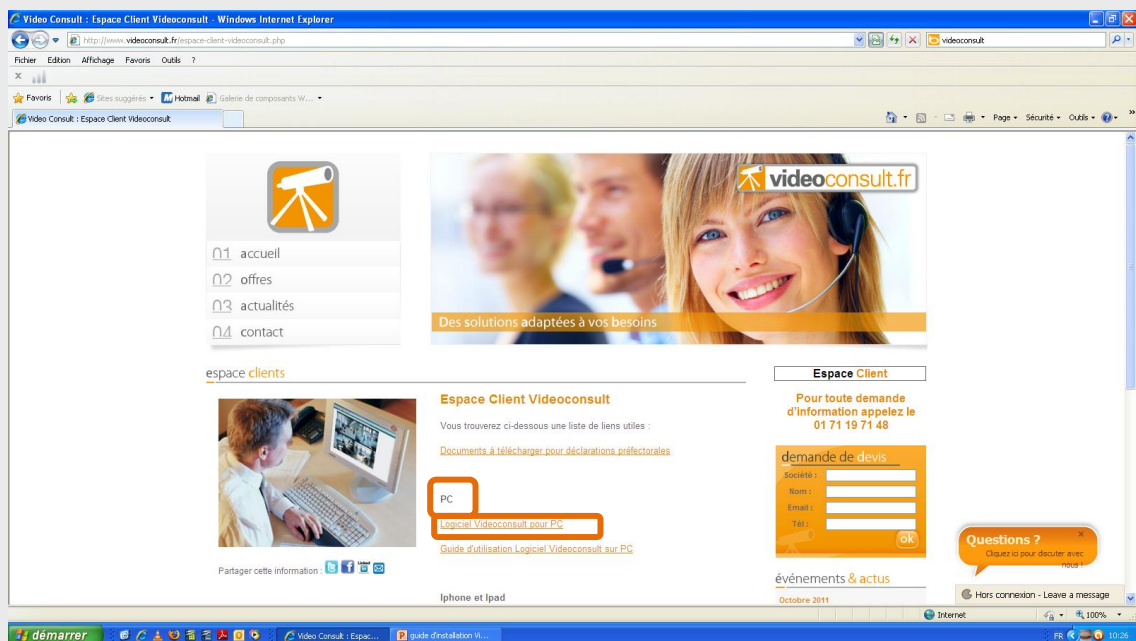 Video Consult : Espace Client Videoconsult - Windows Internet Explorer
http://www.videoconsult.fr/espace-client-videoconsult.php
videoconsult
Fichier Edition Affichage Favoris Outils ?
x
Favoris Sites suggérés Hotmail Galerie de composants W...
Video Consult : Espace Client Videoconsult
Page Sécurité Outils »
videoconsult.fr
01 accueil
02 offres
03 actualités
04 contact
Des solutions adaptées à vos besoins
espace clients
Espace Client Videoconsult
Vous trouverez ci-dessous une liste de liens utiles :
Documents à télécharger pour déclarations préfectorales
PC
Logiciel Videoconsult pour PC
Guide d'utilisation Logiciel Videoconsult sur PC
Iphone et Ipad
Partager cette information :
Espace Client
Pour toute demande
d'information appelez le
01 71 19 71 48
demande de devis
Société :
Nom :
Email :
Tél :
ok
événements & actus
Octobre 2011
Questions ?
Cliquez ici pour discuter avec
nous !
Hors connexion - Leave a message
Internet
100%
démarrer
Video Consult : Espac...
guide d'installation Vi...
FR
10:26